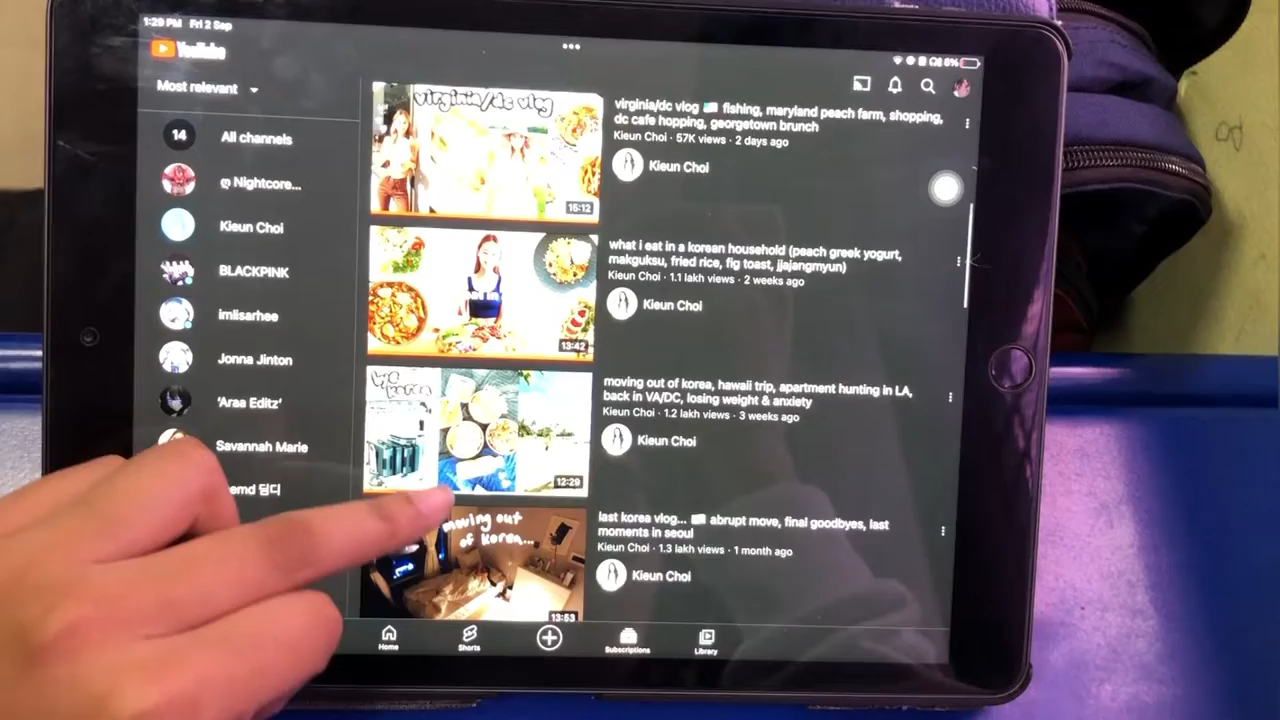 1:29 PM Fri 2 Sep
6%
YouTube
Most relevant
14
All channels
ღ Nightcore...
Kieun Choi
BLACKPINK
imlisarhee
Jonna Jinton
'Araa Editz'
Savannah Marie
emd 딤디
virginia/dc vlog
15:12
virginia/dc vlog 🇺🇸 fishing, maryland peach farm, shopping,
dc cafe hopping, georgetown brunch
Kieun Choi · 57K views · 2 days ago
Kieun Choi
13:42
what i eat in a korean household (peach greek yogurt,
makguksu, fried rice, fig toast, jjajangmyun)
Kieun Choi · 1.1 lakh views · 2 weeks ago
Kieun Choi
korea
12:29
moving out of korea, hawaii trip, apartment hunting in LA,
back in VA/DC, losing weight & anxiety
Kieun Choi · 1.2 lakh views · 3 weeks ago
Kieun Choi
moving out
of korea...
13:53
last korea vlog... abrupt move, final goodbyes, last
moments in seoul
Kieun Choi · 1.3 lakh views · 1 month ago
Kieun Choi
Home
Shorts
Subscriptions
Library